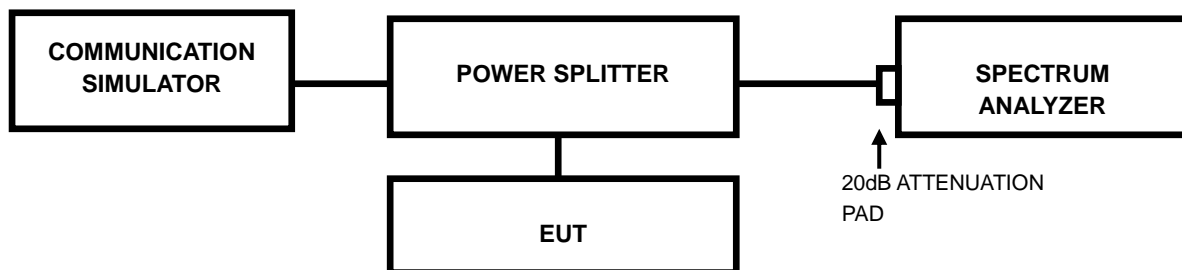 COMMUNICATION
SIMULATOR
POWER SPLITTER
SPECTRUM
ANALYZER
20dB ATTENUATION
PAD
EUT